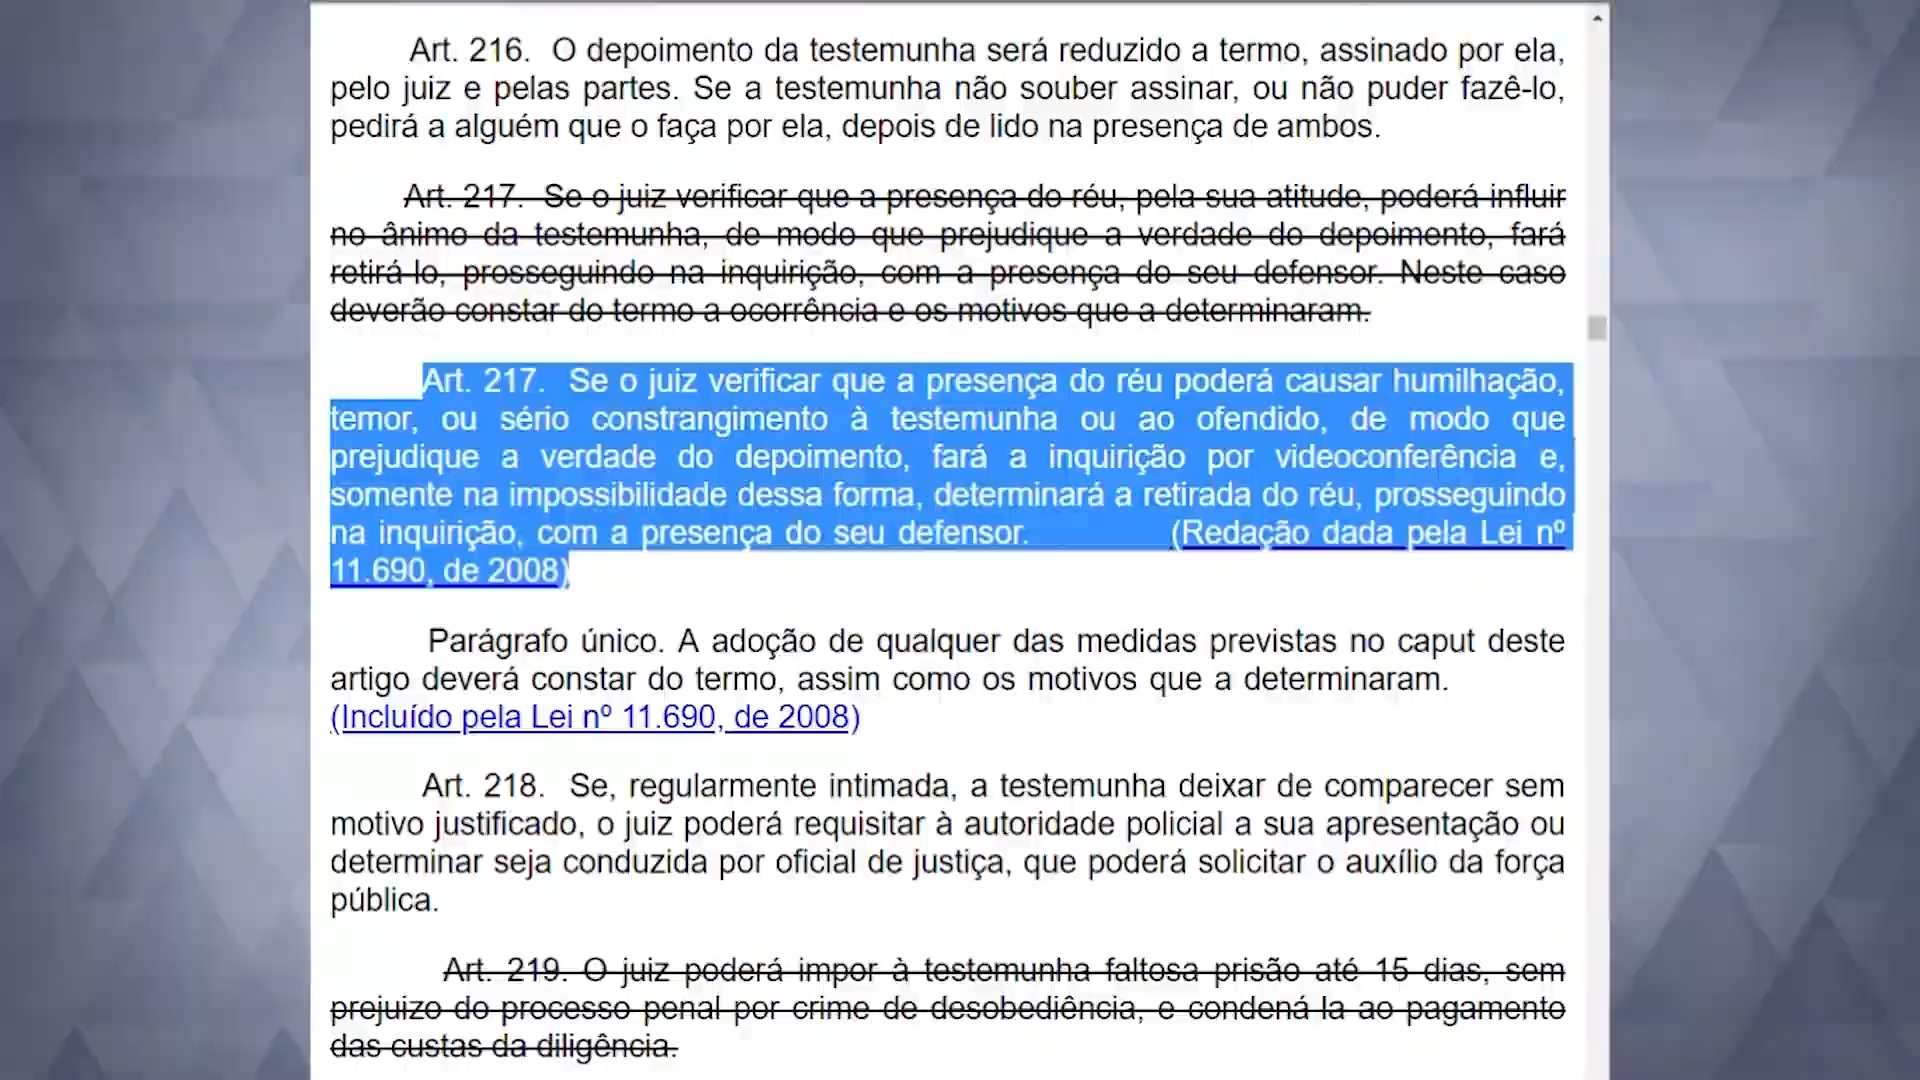 Art. 216. O depoimento da testemunha será reduzido a termo, assinado por ela,
pelo juiz e pelas partes. Se a testemunha não souber assinar, ou não puder fazê-lo,
pedirá a alguém que o faça por ela, depois de lido na presença de ambos.
Art. 217. Se o juiz verificar que a presença do réu, pela sua atitude, poderá influir
no ânimo da testemunha, de modo que prejudique a verdade do depoimento, fará
retirá-lo, prosseguindo na inquirição, com a presença do seu defensor. Neste caso
deverão constar do termo a ocorrência e os motivos que a determinaram.
Art. 217. Se o juiz verificar que a presença do réu poderá causar humilhação,
temor, ou sério constrangimento à testemunha ou ao ofendido, de modo que
prejudique a verdade do depoimento, fará a inquirição por videoconferência e,
somente na impossibilidade dessa forma, determinará a retirada do réu, prosseguindo
na inquirição, com a presença do seu defensor. (Redação dada pela Lei nº
11.690, de 2008)
Parágrafo único. A adoção de qualquer das medidas previstas no caput deste
artigo deverá constar do termo, assim como os motivos que a determinaram.
(Incluído pela Lei nº 11.690, de 2008)
Art. 218. Se, regularmente intimada, a testemunha deixar de comparecer sem
motivo justificado, o juiz poderá requisitar à autoridade policial a sua apresentação ou
determinar seja conduzida por oficial de justiça, que poderá solicitar o auxílio da força
pública.
Art. 219. O juiz poderá impor à testemunha faltosa prisão até 15 dias, sem
prejuizo do processo penal por crime de desobediência, e condená-la ao pagamento
das custas da diligência.